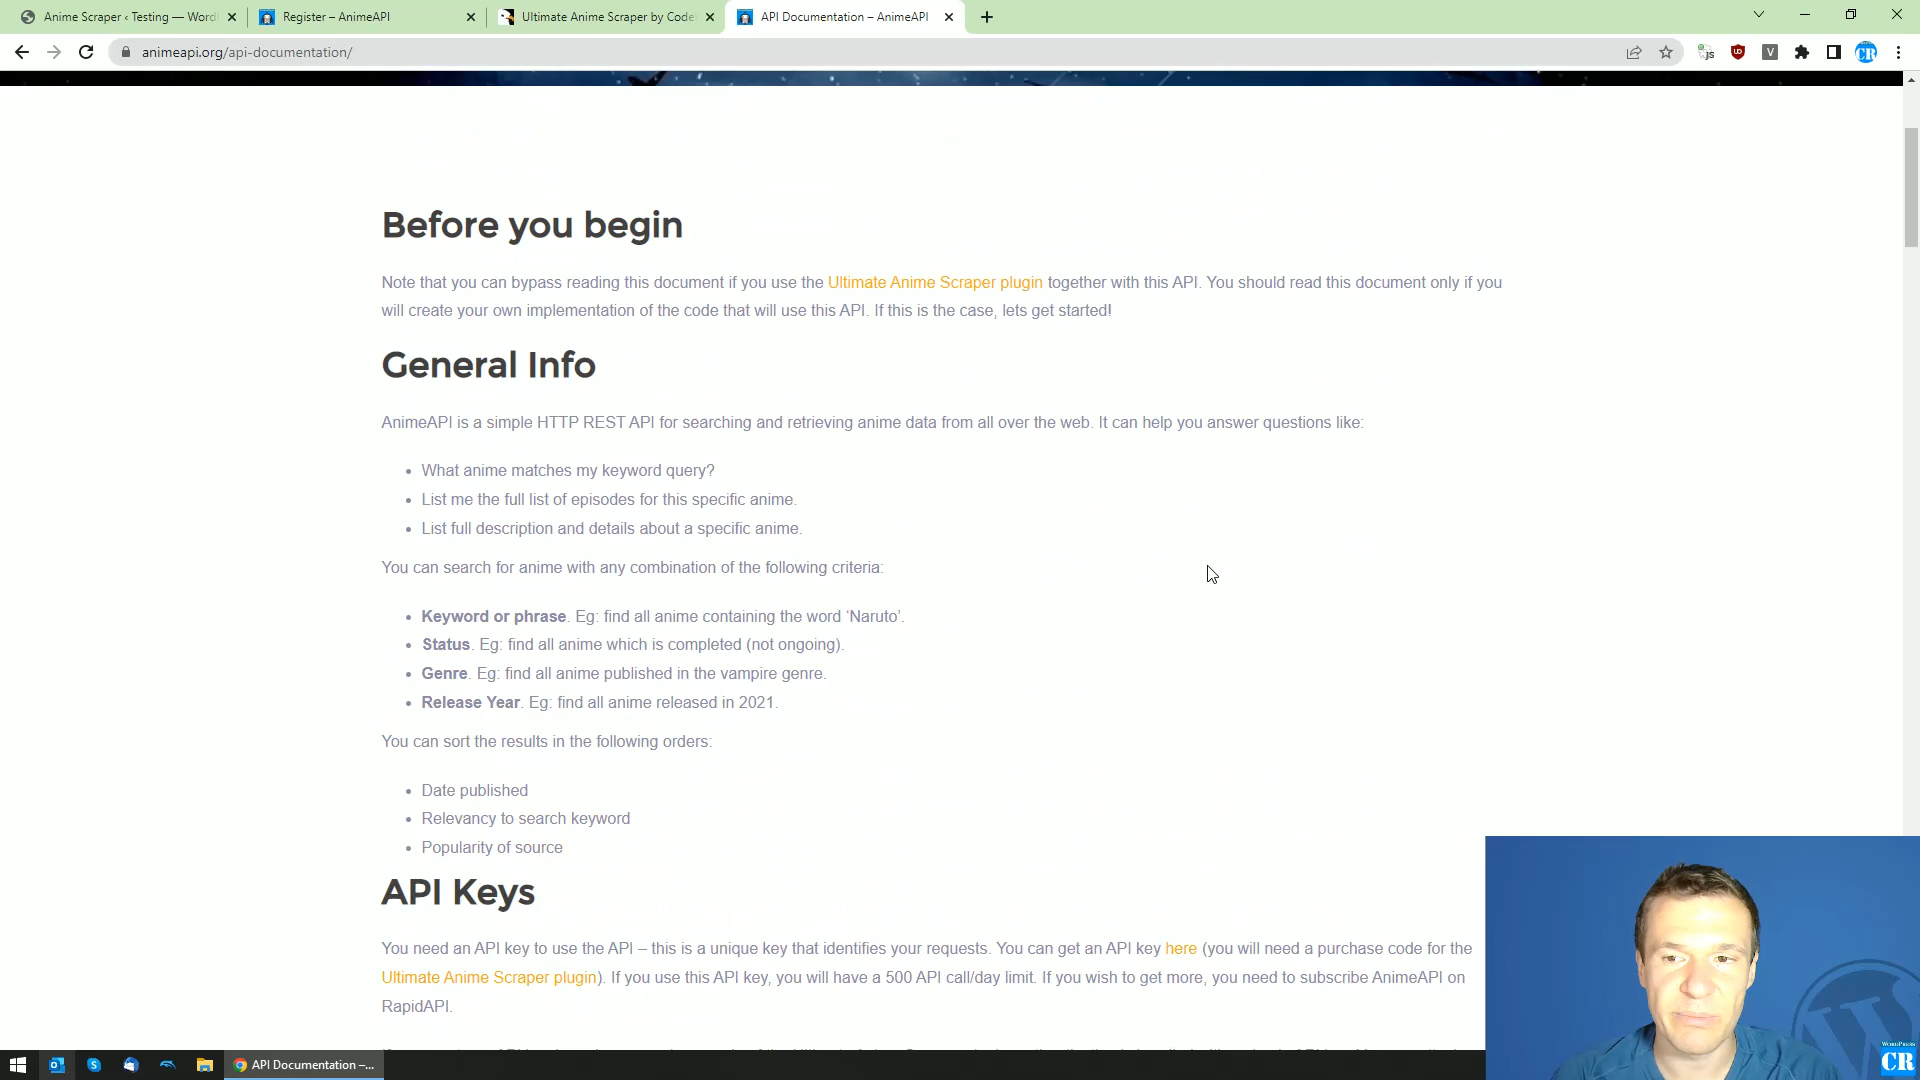 Anime Scraper ‹ Testing — Word
Register – AnimeAPI
Ultimate Anime Scraper by Code
API Documentation – AnimeAPI
animeapi.org/api-documentation/
Before you begin
Note that you can bypass reading this document if you use the Ultimate Anime Scraper plugin together with this API. You should read this document only if you
will create your own implementation of the code that will use this API. If this is the case, lets get started!
General Info
AnimeAPI is a simple HTTP REST API for searching and retrieving anime data from all over the web. It can help you answer questions like:
• What anime matches my keyword query?
• List me the full list of episodes for this specific anime.
• List full description and details about a specific anime.
You can search for anime with any combination of the following criteria:
• Keyword or phrase. Eg: find all anime containing the word ‘Naruto’.
• Status. Eg: find all anime which is completed (not ongoing).
• Genre. Eg: find all anime published in the vampire genre.
• Release Year. Eg: find all anime released in 2021.
You can sort the results in the following orders:
• Date published
• Relevancy to search keyword
• Popularity of source
API Keys
You need an API key to use the API – this is a unique key that identifies your requests. You can get an API key here (you will need a purchase code for the
Ultimate Anime Scraper plugin). If you use this API key, you will have a 500 API call/day limit. If you wish to get more, you need to subscribe AnimeAPI on
RapidAPI.
API Documentation –...
WORDPRESS
CR